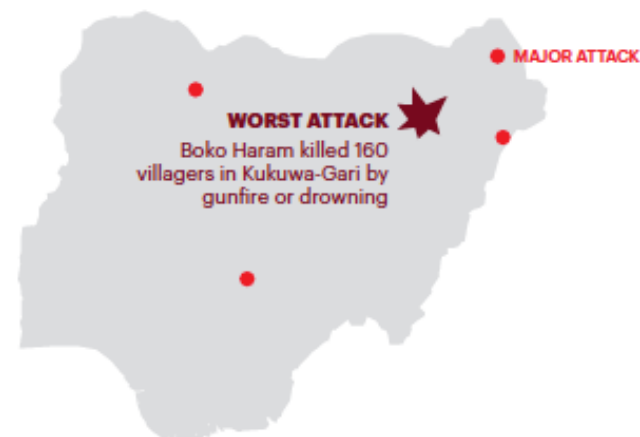 MAJOR ATTACK
WORST ATTACK
Boko Haram killed 160
villagers in Kukuwa-Gari by
gunfire or drowning